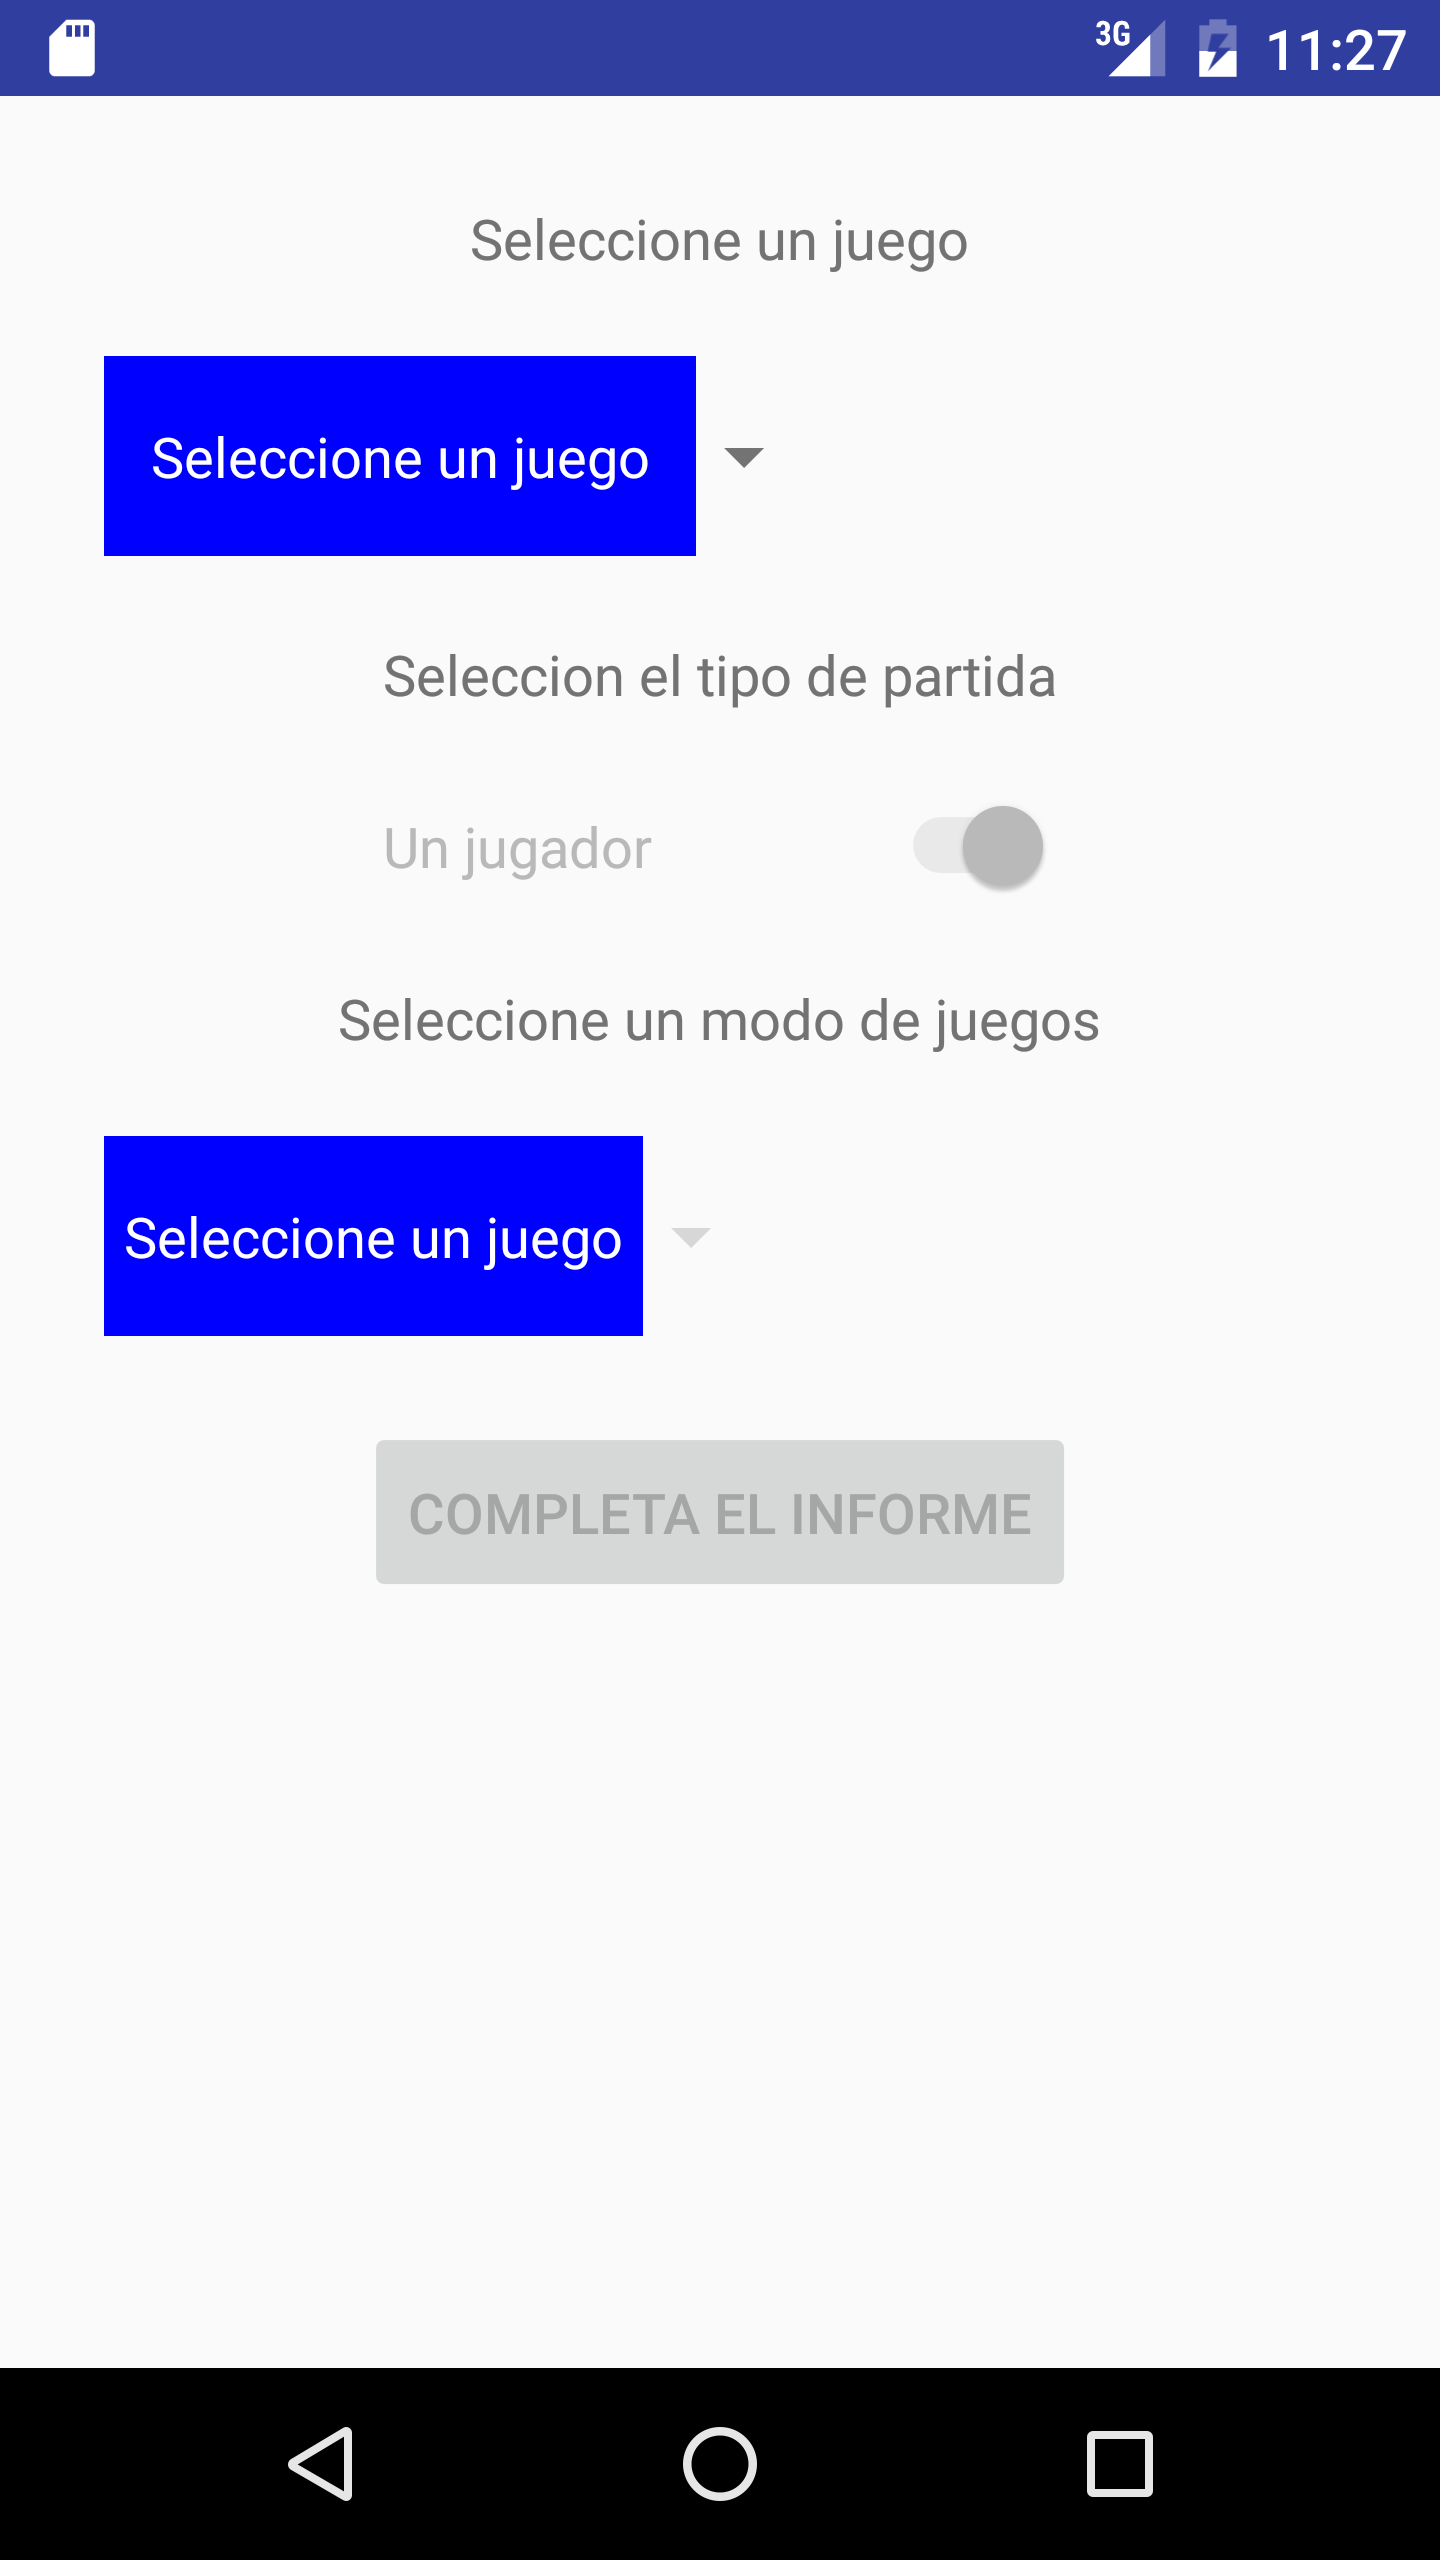 3G 11:27
Seleccione un juego
Seleccione un juego
Seleccion el tipo de partida
Un jugador
Seleccione un modo de juegos
Seleccione un juego
COMPLETA EL INFORME